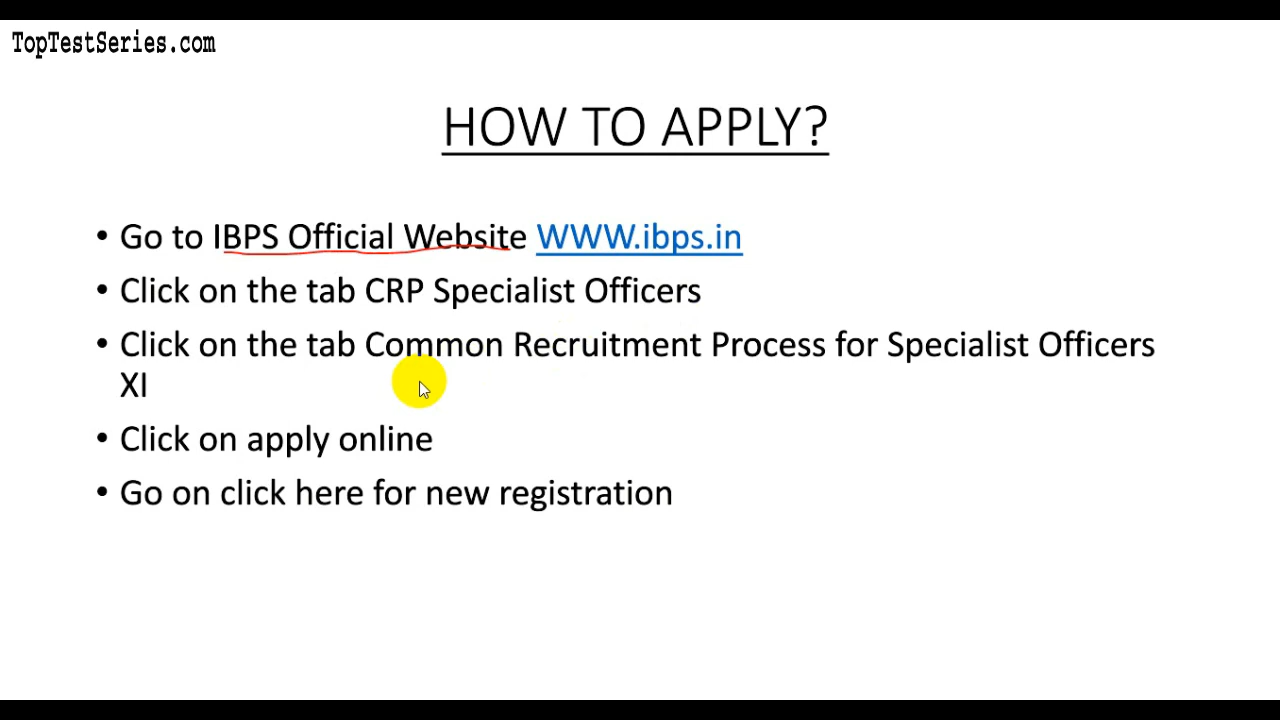 TopTestSeries.com
HOW TO APPLY?
• Go to IBPS Official Website WWW.ibps.in
• Click on the tab CRP Specialist Officers
• Click on the tab Common Recruitment Process for Specialist Officers
XI
• Click on apply online
• Go on click here for new registration